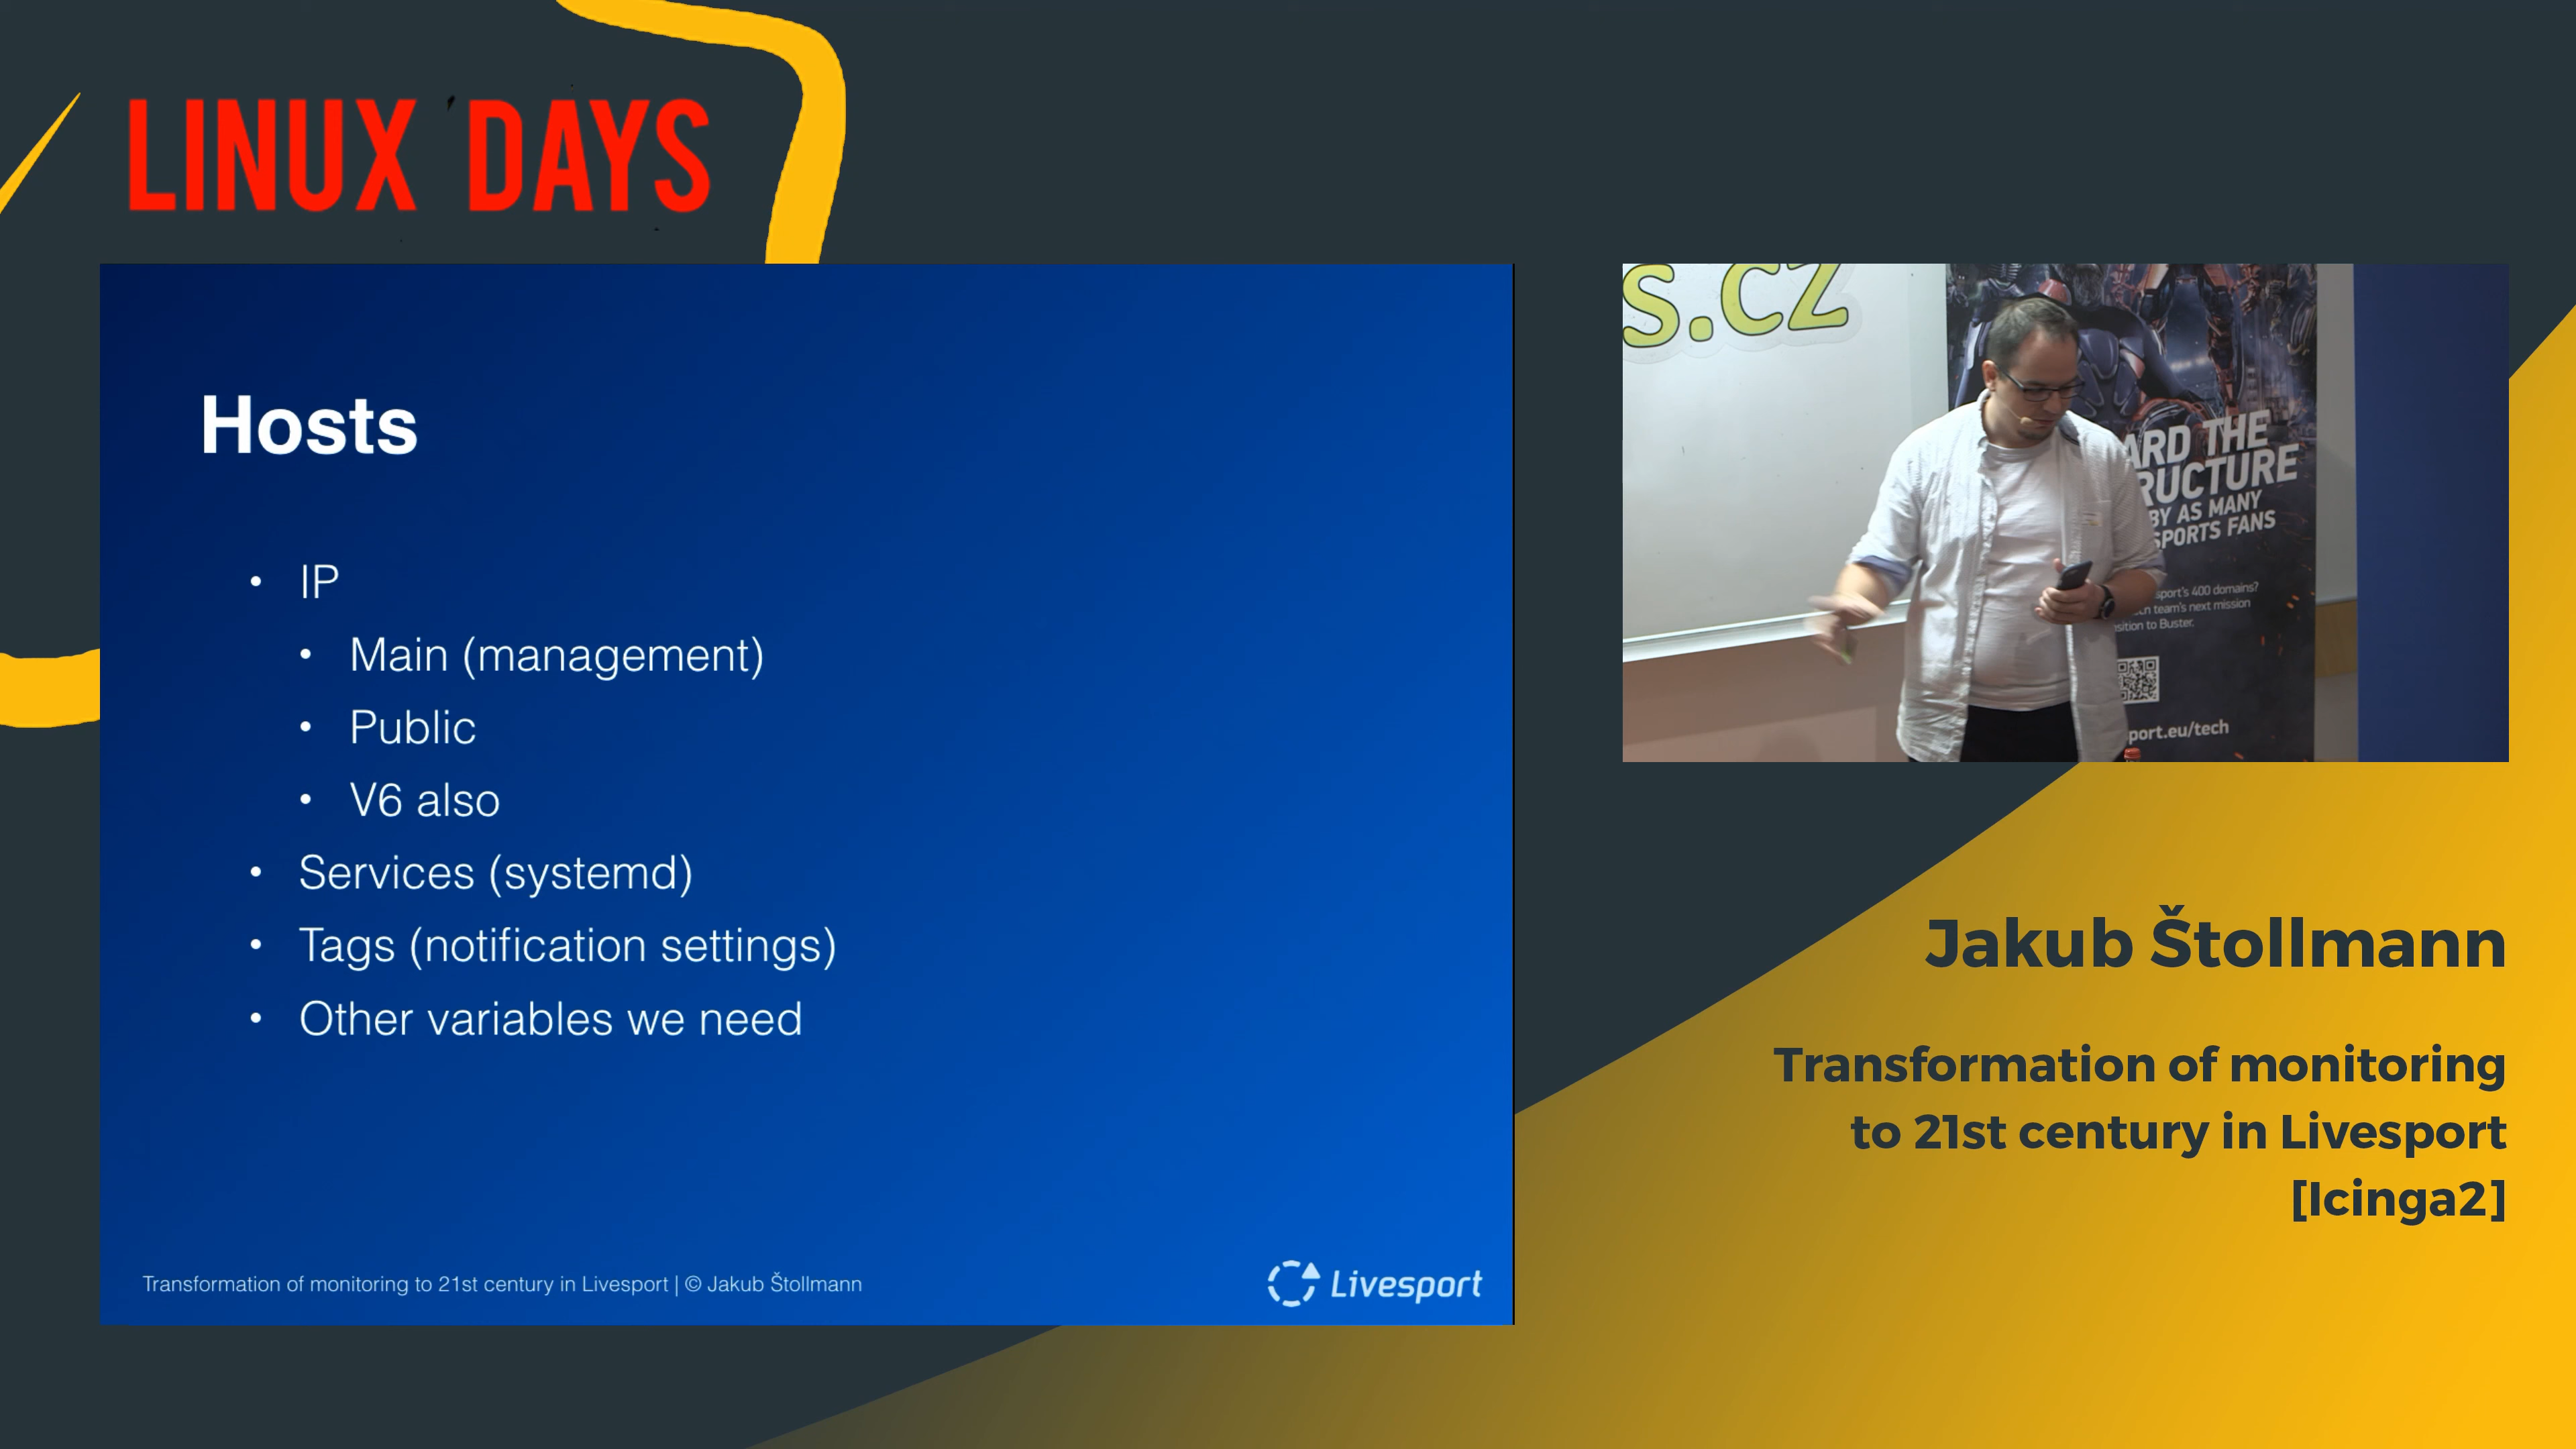 LINUX DAYS
Hosts
• IP
• Main (management)
• Public
• V6 also
• Services (systemd)
• Tags (notification settings)
• Other variables we need
Transformation of monitoring to 21st century in Livesport | © Jakub Štollmann
Livesport
s.cz
ARD THE
RUCTURE
BY AS MANY
SPORTS FANS
sport's 400 domains?
team's next mission
sition to Buster.
port.eu/tech
Jakub Štollmann
Transformation of monitoring
to 21st century in Livesport
[Icinga2]